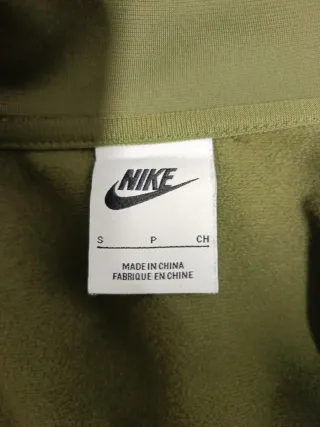 NIKE
S P CH
MADE IN CHINA
FABRIQUE EN CHINE